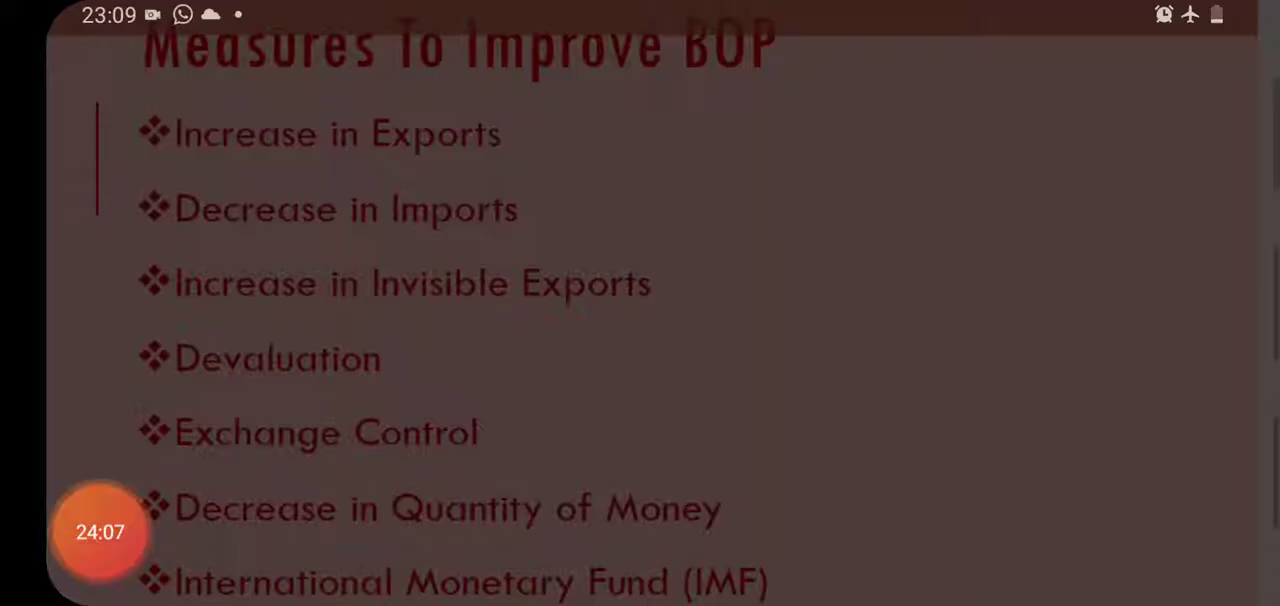 23:09
Measures To Improve BOP
❖Increase in Exports
❖Decrease in Imports
❖Increase in Invisible Exports
❖Devaluation
❖Exchange Control
❖Decrease in Quantity of Money
24:07
❖International Monetary Fund (IMF)